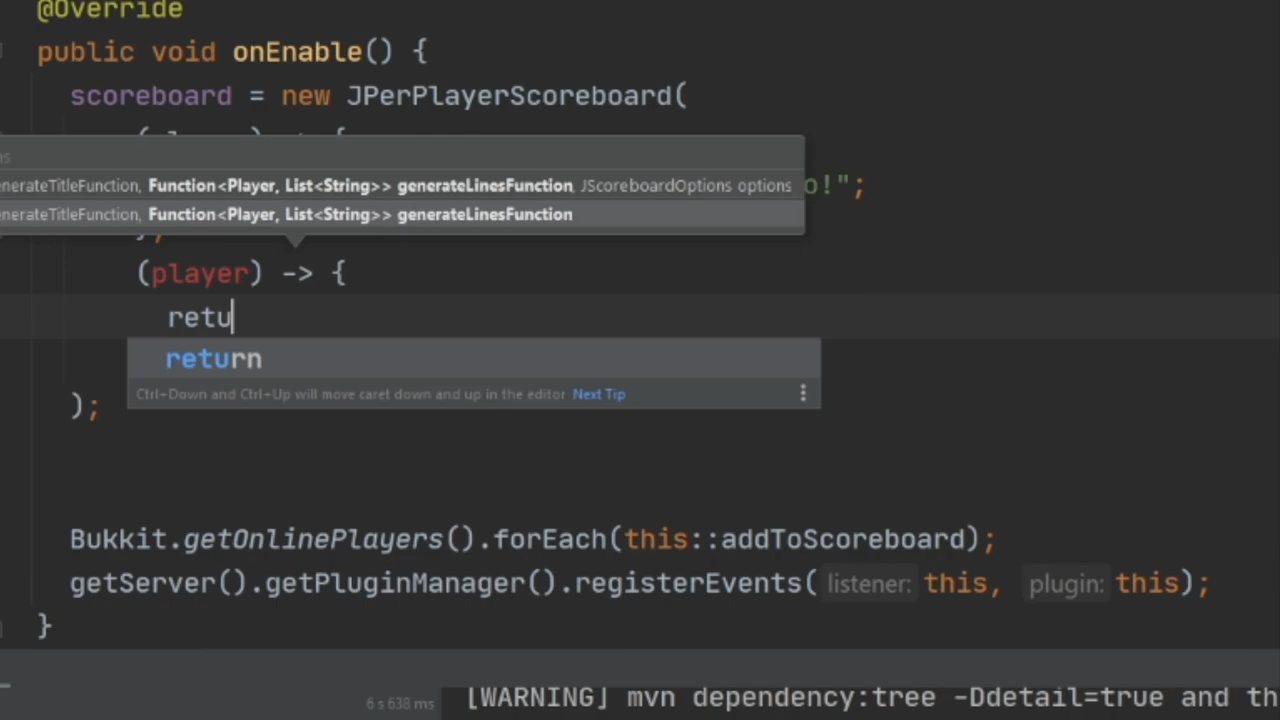 @Override
public void onEnable() {
scoreboard = new JPerPlayerScoreboard(
enerateTitleFunction, Function<Player, List<String>> generateLinesFunction, JScoreboardOptions options
o!";
enerateTitleFunction, Function<Player, List<String>> generateLinesFunction
(player) -> {
retu
return
Ctrl+Down and Ctrl+Up will move caret down and up in the editor Next Tip
);
Bukkit.getOnlinePlayers().forEach(this::addToScoreboard);
getServer().getPluginManager().registerEvents( listener: this, plugin: this);
}
6 s 638 ms
[WARNING] mvn dependency:tree -Ddetail=true and th